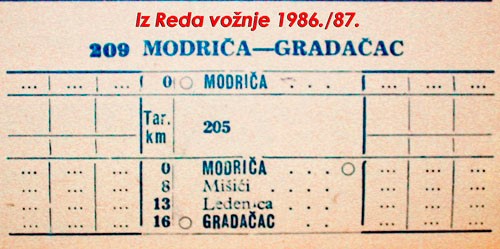 Iz Reda vožnje 1986./87.
209 MODRIČA—GRADAČAC
... ... ... 0 MODRIČA . . . ... ... ...
Tar. km 205
... ... ... 0 MODRIČA . . . ... ... ...
... ... ... 8 Mišići . . . . ... ... ...
... ... ... 13 Ledenica . . . ... ... ...
... ... ... 16 GRADAČAC . . . ... ... ...